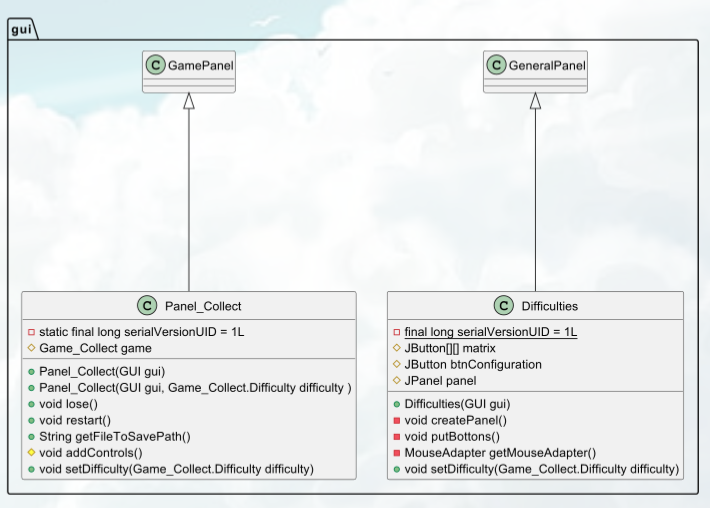 gui
C GamePanel
C GeneralPanel
C Panel_Collect
static final long serialVersionUID = 1L
Game_Collect game
Panel_Collect(GUI gui)
Panel_Collect(GUI gui, Game_Collect.Difficulty difficulty )
void lose()
void restart()
String getFileToSavePath()
void addControls()
void setDifficulty(Game_Collect.Difficulty difficulty)
C Difficulties
final long serialVersionUID = 1L
JButton[][] matrix
JButton btnConfiguration
JPanel panel
Difficulties(GUI gui)
void createPanel()
void putBottons()
MouseAdapter getMouseAdapter()
void setDifficulty(Game_Collect.Difficulty difficulty)